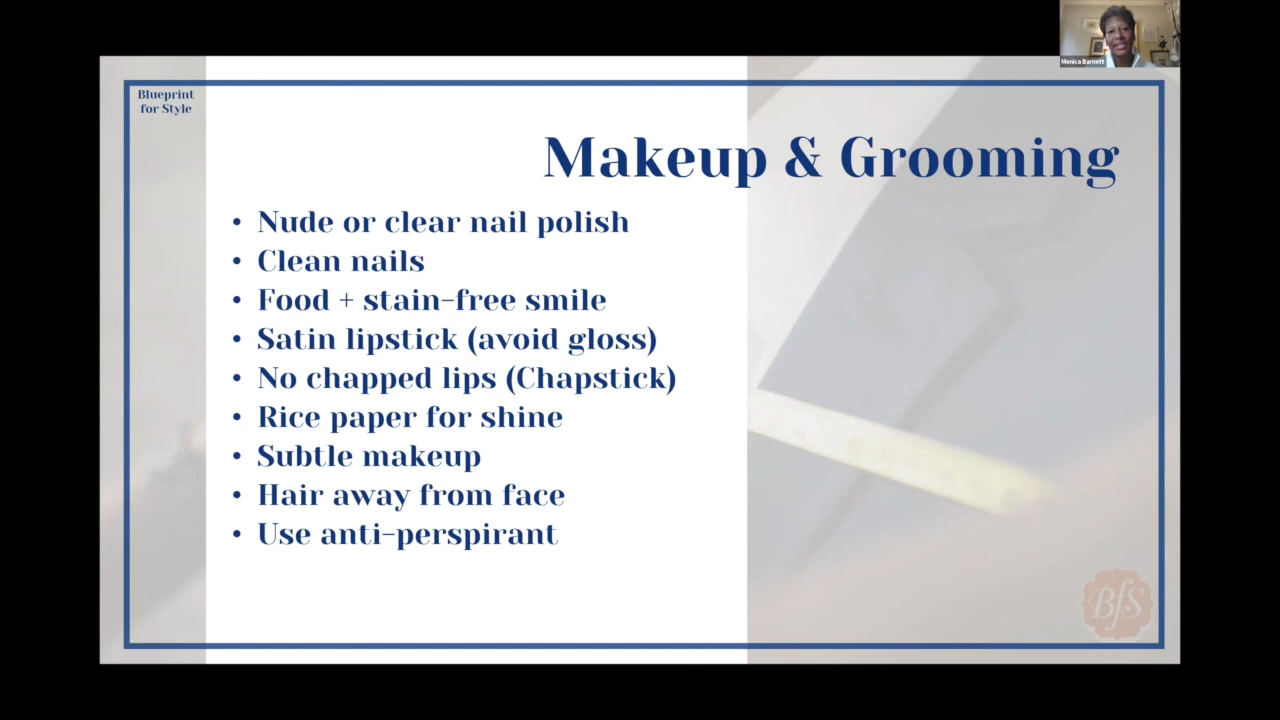 Monica Barnett
Blueprint
for Style
Makeup & Grooming
• Nude or clear nail polish
• Clean nails
• Food + stain-free smile
• Satin lipstick (avoid gloss)
• No chapped lips (Chapstick)
• Rice paper for shine
• Subtle makeup
• Hair away from face
• Use anti-perspirant
BfS